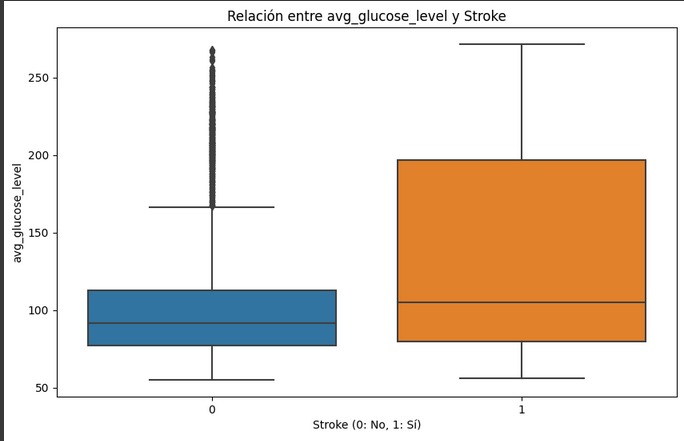 Relación entre avg_glucose_level y Stroke
avg_glucose_level
250
200
150
100
50
0
1
Stroke (0: No, 1: Sí)